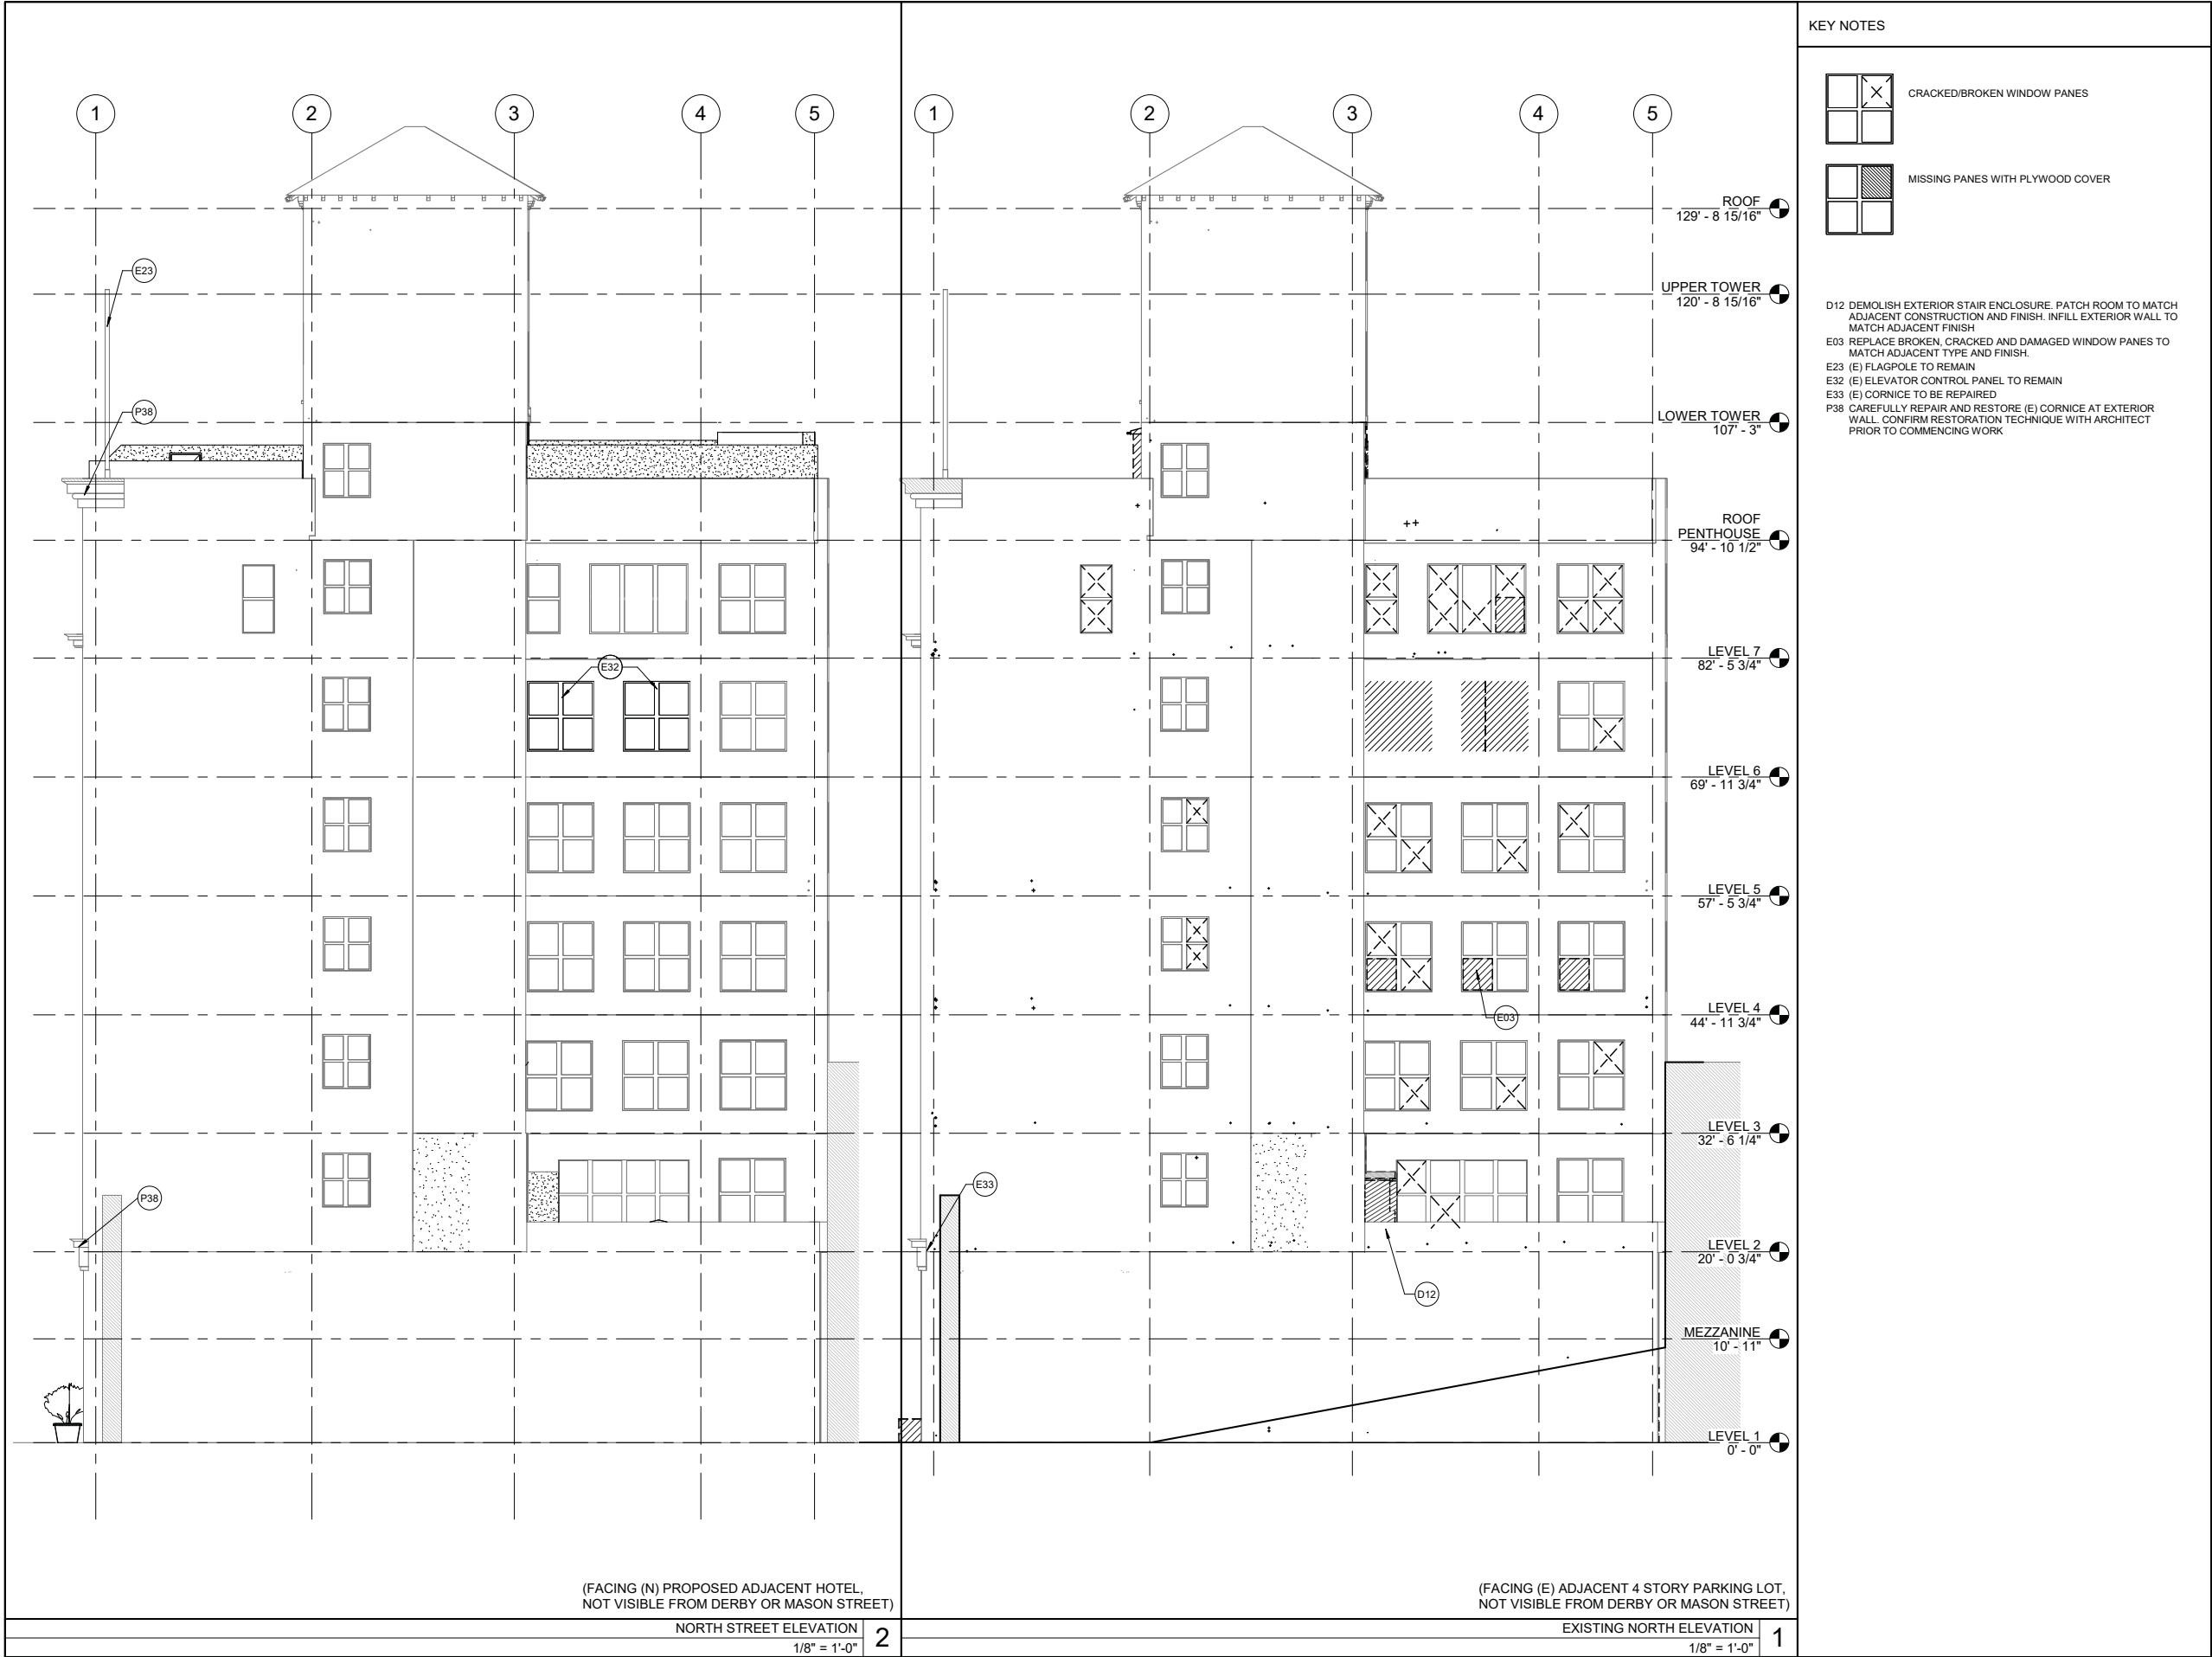 1
2
3
4
5
E23
P38
E32
P38
(FACING (N) PROPOSED ADJACENT HOTEL,
NOT VISIBLE FROM DERBY OR MASON STREET)
NORTH STREET ELEVATION
1/8" = 1'-0"
2
1
2
3
4
5
ROOF
129' - 8 15/16"
UPPER TOWER
120' - 8 15/16"
LOWER TOWER
107' - 3"
ROOF
PENTHOUSE
94' - 10 1/2"
LEVEL 7
82' - 5 3/4"
LEVEL 6
69' - 11 3/4"
LEVEL 5
57' - 5 3/4"
LEVEL 4
44' - 11 3/4"
E03
LEVEL 3
32' - 6 1/4"
E33
LEVEL 2
20' - 0 3/4"
D12
MEZZANINE
10' - 11"
LEVEL 1
0' - 0"
(FACING (E) ADJACENT 4 STORY PARKING LOT,
NOT VISIBLE FROM DERBY OR MASON STREET)
EXISTING NORTH ELEVATION
1/8" = 1'-0"
1
KEY NOTES
CRACKED/BROKEN WINDOW PANES
MISSING PANES WITH PLYWOOD COVER
D12 DEMOLISH EXTERIOR STAIR ENCLOSURE. PATCH ROOM TO MATCH
ADJACENT CONSTRUCTION AND FINISH. INFILL EXTERIOR WALL TO
MATCH ADJACENT FINISH
E03 REPLACE BROKEN, CRACKED AND DAMAGED WINDOW PANES TO
MATCH ADJACENT TYPE AND FINISH.
E23 (E) FLAGPOLE TO REMAIN
E32 (E) ELEVATOR CONTROL PANEL TO REMAIN
E33 (E) CORNICE TO BE REPAIRED
P38 CAREFULLY REPAIR AND RESTORE (E) CORNICE AT EXTERIOR
WALL. CONFIRM RESTORATION TECHNIQUE WITH ARCHITECT
PRIOR TO COMMENCING WORK